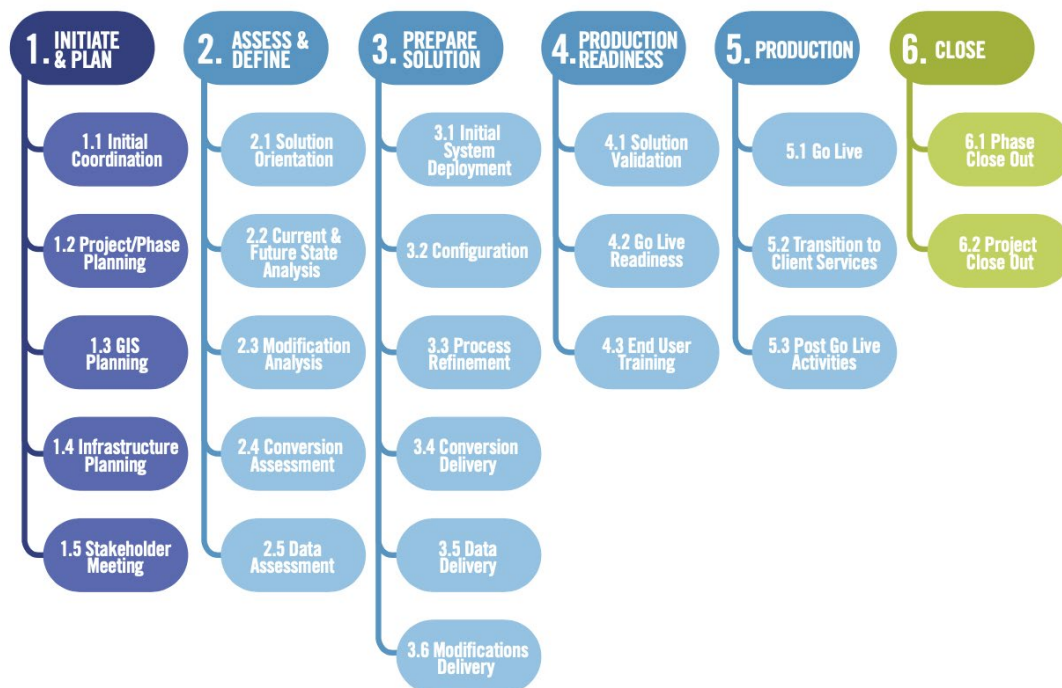 1. INITIATE
& PLAN
1.1 Initial
Coordination
1.2 Project/Phase
Planning
1.3 GIS
Planning
1.4 Infrastructure
Planning
1.5 Stakeholder
Meeting
2. ASSESS &
DEFINE
2.1 Solution
Orientation
2.2 Current &
Future State
Analysis
2.3 Modification
Analysis
2.4 Conversion
Assessment
2.5 Data
Assessment
3. PREPARE
SOLUTION
3.1 Initial
System
Deployment
3.2 Configuration
3.3 Process
Refinement
3.4 Conversion
Delivery
3.5 Data
Delivery
3.6 Modifications
Delivery
4. PRODUCTION
READINESS
4.1 Solution
Validation
4.2 Go Live
Readiness
4.3 End User
Training
5. PRODUCTION
5.1 Go Live
5.2 Transition to
Client Services
5.3 Post Go Live
Activities
6. CLOSE
6.1 Phase
Close Out
6.2 Project
Close Out